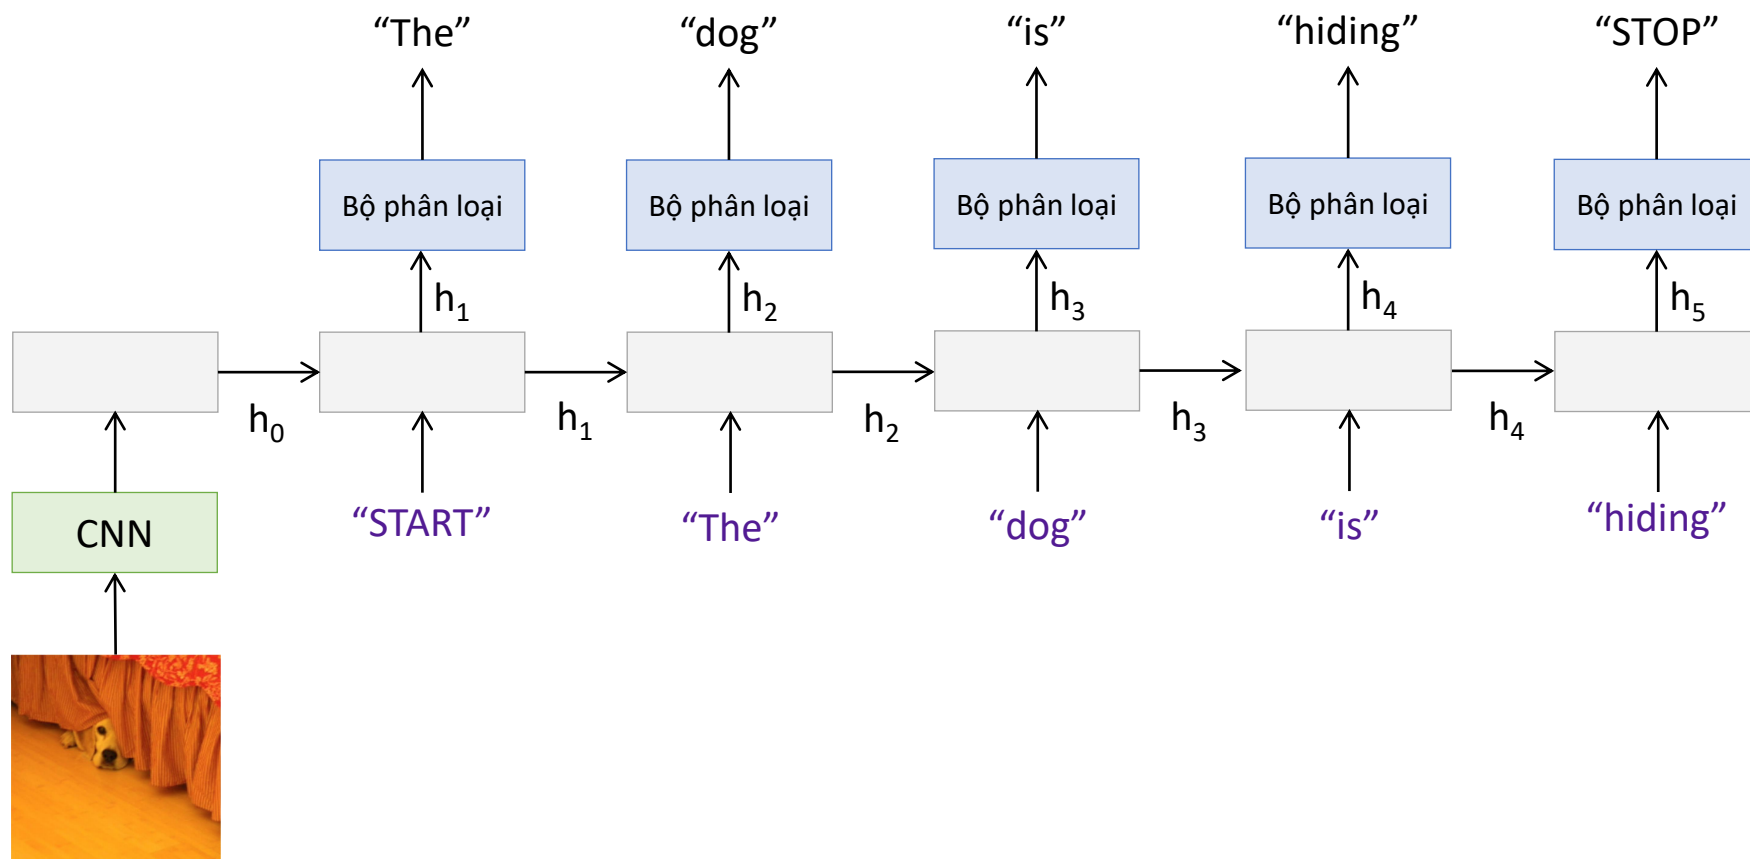 “The” “dog” “is” “hiding” “STOP”
Bộ phân loại Bộ phân loại Bộ phân loại Bộ phân loại Bộ phân loại
h₁ h₂ h₃ h₄ h₅
h₀ h₁ h₂ h₃ h₄
CNN “START” “The” “dog” “is” “hiding”